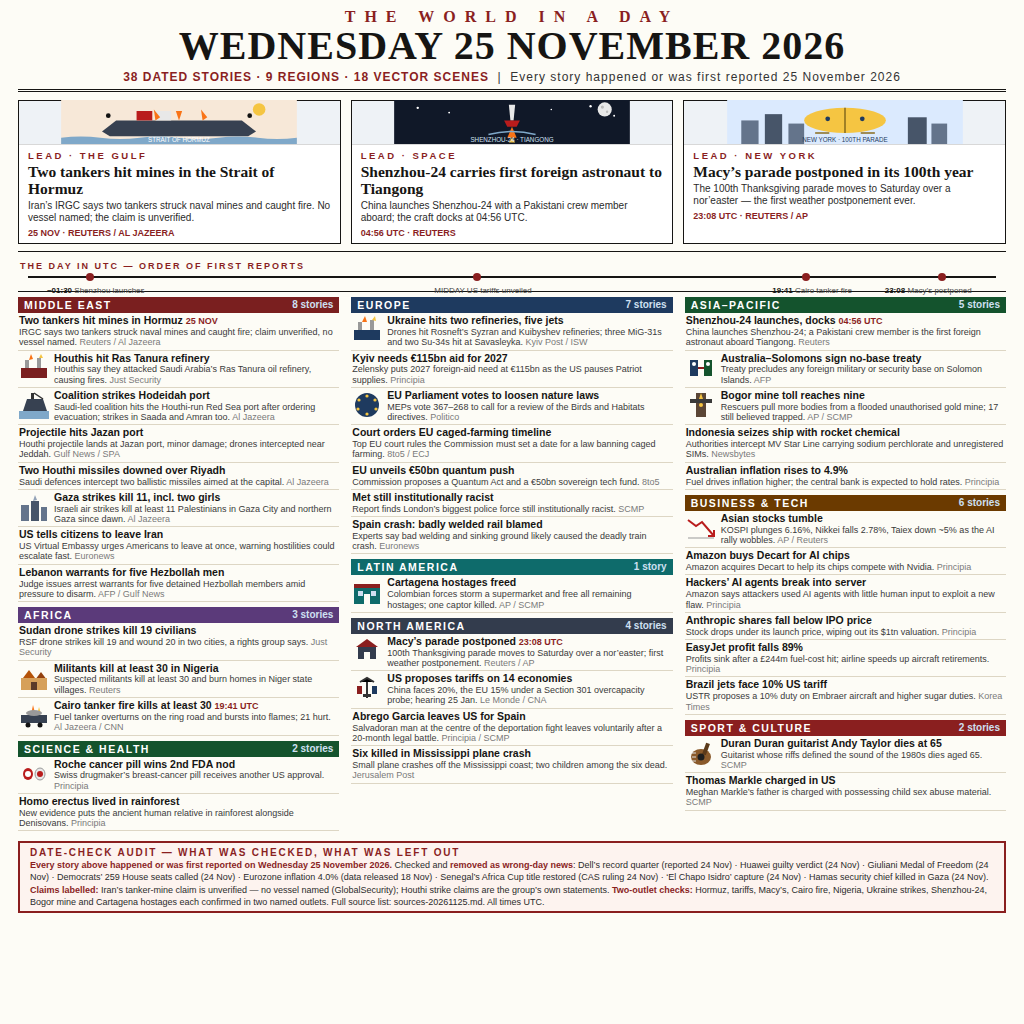 THE WORLD IN A DAY
WEDNESDAY 25 NOVEMBER 2026
38 DATED STORIES · 9 REGIONS · 18 VECTOR SCENES | Every story happened or was first reported 25 November 2026
STRAIT OF HORMUZ
LEAD · THE GULF
Two tankers hit mines in the Strait of
Hormuz
Iran's IRGC says two tankers struck naval mines and caught fire. No
vessel named; the claim is unverified.
25 NOV · REUTERS / AL JAZEERA
SHENZHOU-24 · TIANGONG
LEAD · SPACE
Shenzhou-24 carries first foreign astronaut to
Tiangong
China launches Shenzhou-24 with a Pakistani crew member
aboard; the craft docks at 04:56 UTC.
04:56 UTC · REUTERS
NEW YORK · 100TH PARADE
LEAD · NEW YORK
Macy's parade postponed in its 100th year
The 100th Thanksgiving parade moves to Saturday over a
nor'easter — the first weather postponement ever.
23:08 UTC · REUTERS / AP
THE DAY IN UTC — ORDER OF FIRST REPORTS
~01:30 Shenzhou launches
MIDDAY US tariffs unveiled
19:41 Cairo tanker fire
23:08 Macy's postponed
MIDDLE EAST 8 stories
Two tankers hit mines in Hormuz 25 NOV
IRGC says two tankers struck naval mines and caught fire; claim unverified, no
vessel named. Reuters / Al Jazeera
Houthis hit Ras Tanura refinery
Houthis say they attacked Saudi Arabia's Ras Tanura oil refinery,
causing fires. Just Security
Coalition strikes Hodeidah port
Saudi-led coalition hits the Houthi-run Red Sea port after ordering
evacuation; strikes in Saada and Amran too. Al Jazeera
Projectile hits Jazan port
Houthi projectile lands at Jazan port, minor damage; drones intercepted near
Jeddah. Gulf News / SPA
Two Houthi missiles downed over Riyadh
Saudi defences intercept two ballistic missiles aimed at the capital. Al Jazeera
Gaza strikes kill 11, incl. two girls
Israeli air strikes kill at least 11 Palestinians in Gaza City and northern
Gaza since dawn. Al Jazeera
US tells citizens to leave Iran
US Virtual Embassy urges Americans to leave at once, warning hostilities could
escalate fast. Euronews
Lebanon warrants for five Hezbollah men
Judge issues arrest warrants for five detained Hezbollah members amid
pressure to disarm. AFP / Gulf News
AFRICA 3 stories
Sudan drone strikes kill 19 civilians
RSF drone strikes kill 19 and wound 20 in two cities, a rights group says. Just
Security
Militants kill at least 30 in Nigeria
Suspected militants kill at least 30 and burn homes in Niger state
villages. Reuters
Cairo tanker fire kills at least 30 19:41 UTC
Fuel tanker overturns on the ring road and bursts into flames; 21 hurt.
Al Jazeera / CNN
SCIENCE & HEALTH 2 stories
Roche cancer pill wins 2nd FDA nod
Swiss drugmaker's breast-cancer pill receives another US approval.
Principia
Homo erectus lived in rainforest
New evidence puts the ancient human relative in rainforest alongside
Denisovans. Principia
EUROPE 7 stories
Ukraine hits two refineries, five jets
Drones hit Rosneft's Syzran and Kuibyshev refineries; three MiG-31s
and two Su-34s hit at Savasleyka. Kyiv Post / ISW
Kyiv needs €115bn aid for 2027
Zelensky puts 2027 foreign-aid need at €115bn as the US pauses Patriot
supplies. Principia
EU Parliament votes to loosen nature laws
MEPs vote 367–268 to call for a review of the Birds and Habitats
directives. Politico
Court orders EU caged-farming timeline
Top EU court rules the Commission must set a date for a law banning caged
farming. 8to5 / ECJ
EU unveils €50bn quantum push
Commission proposes a Quantum Act and a €50bn sovereign tech fund. 8to5
Met still institutionally racist
Report finds London's biggest police force still institutionally racist. SCMP
Spain crash: badly welded rail blamed
Experts say bad welding and sinking ground likely caused the deadly train
crash. Euronews
LATIN AMERICA 1 story
Cartagena hostages freed
Colombian forces storm a supermarket and free all remaining
hostages; one captor killed. AP / SCMP
NORTH AMERICA 4 stories
Macy's parade postponed 23:08 UTC
100th Thanksgiving parade moves to Saturday over a nor'easter; first
weather postponement. Reuters / AP
US proposes tariffs on 14 economies
China faces 20%, the EU 15% under a Section 301 overcapacity
probe; hearing 25 Jan. Le Monde / CNA
Abrego Garcia leaves US for Spain
Salvadoran man at the centre of the deportation fight leaves voluntarily after a
20-month legal battle. Principia / SCMP
Six killed in Mississippi plane crash
Small plane crashes off the Mississippi coast; two children among the six dead.
Jerusalem Post
ASIA–PACIFIC 5 stories
Shenzhou-24 launches, docks 04:56 UTC
China launches Shenzhou-24; a Pakistani crew member is the first foreign
astronaut aboard Tiangong. Reuters
Australia–Solomons sign no-base treaty
Treaty precludes any foreign military or security base on Solomon
Islands. AFP
Bogor mine toll reaches nine
Rescuers pull more bodies from a flooded unauthorised gold mine; 17
still believed trapped. AP / SCMP
Indonesia seizes ship with rocket chemical
Authorities intercept MV Star Line carrying sodium perchlorate and unregistered
SIMs. Newsbytes
Australian inflation rises to 4.9%
Fuel drives inflation higher; the central bank is expected to hold rates. Principia
BUSINESS & TECH 6 stories
Asian stocks tumble
KOSPI plunges 6.16%, Nikkei falls 2.78%, Taiex down ~5% as the AI
rally wobbles. AP / Reuters
Amazon buys Decart for AI chips
Amazon acquires Decart to help its chips compete with Nvidia. Principia
Hackers' AI agents break into server
Amazon says attackers used AI agents with little human input to exploit a new
flaw. Principia
Anthropic shares fall below IPO price
Stock drops under its launch price, wiping out its $1tn valuation. Principia
EasyJet profit falls 89%
Profits sink after a £244m fuel-cost hit; airline speeds up aircraft retirements.
Principia
Brazil jets face 10% US tariff
USTR proposes a 10% duty on Embraer aircraft and higher sugar duties. Korea
Times
SPORT & CULTURE 2 stories
Duran Duran guitarist Andy Taylor dies at 65
Guitarist whose riffs defined the sound of the 1980s dies aged 65.
SCMP
Thomas Markle charged in US
Meghan Markle's father is charged with possessing child sex abuse material.
SCMP
DATE-CHECK AUDIT — WHAT WAS CHECKED, WHAT WAS LEFT OUT
Every story above happened or was first reported on Wednesday 25 November 2026. Checked and removed as wrong-day news: Dell's record quarter (reported 24 Nov) · Huawei guilty verdict (24 Nov) · Giuliani Medal of Freedom (24
Nov) · Democrats' 259 House seats called (24 Nov) · Eurozone inflation 4.0% (data released 18 Nov) · Senegal's Africa Cup title restored (CAS ruling 24 Nov) · 'El Chapo Isidro' capture (24 Nov) · Hamas security chief killed in Gaza (24 Nov).
Claims labelled: Iran's tanker-mine claim is unverified — no vessel named (GlobalSecurity); Houthi strike claims are the group's own statements. Two-outlet checks: Hormuz, tariffs, Macy's, Cairo fire, Nigeria, Ukraine strikes, Shenzhou-24,
Bogor mine and Cartagena hostages each confirmed in two named outlets. Full source list: sources-20261125.md. All times UTC.